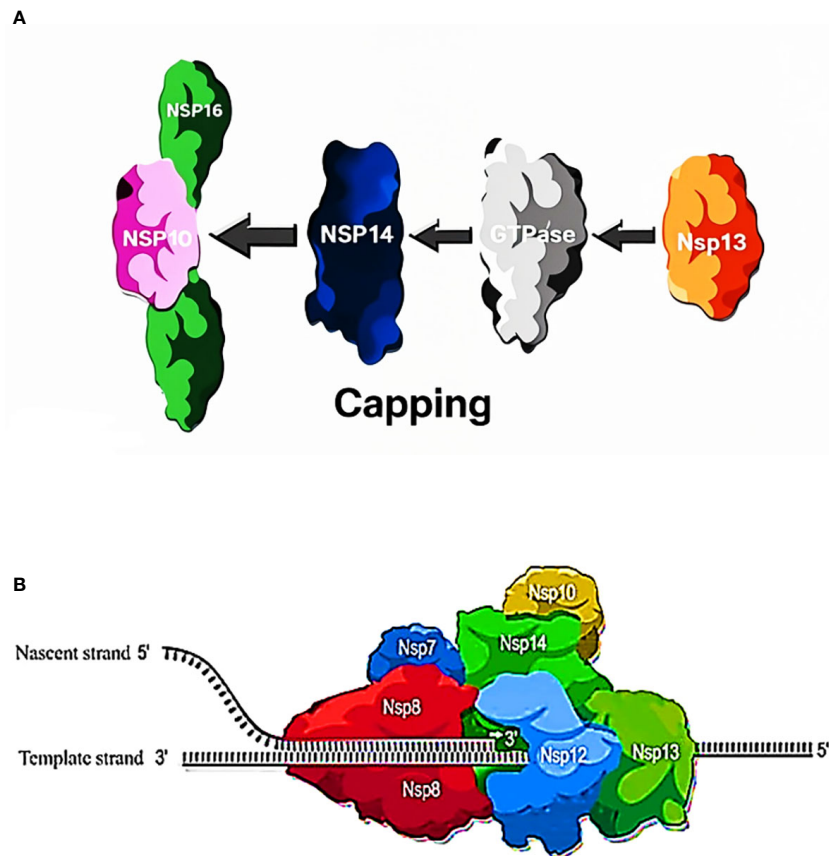 A
NSP16
NSP10
NSP14
GTPase
Nsp13
Capping
B
Nsp10
Nsp7
Nsp14
Nascent strand 5'
Nsp8
3'
Template strand 3'
Nsp12
Nsp13
5'
Nsp8